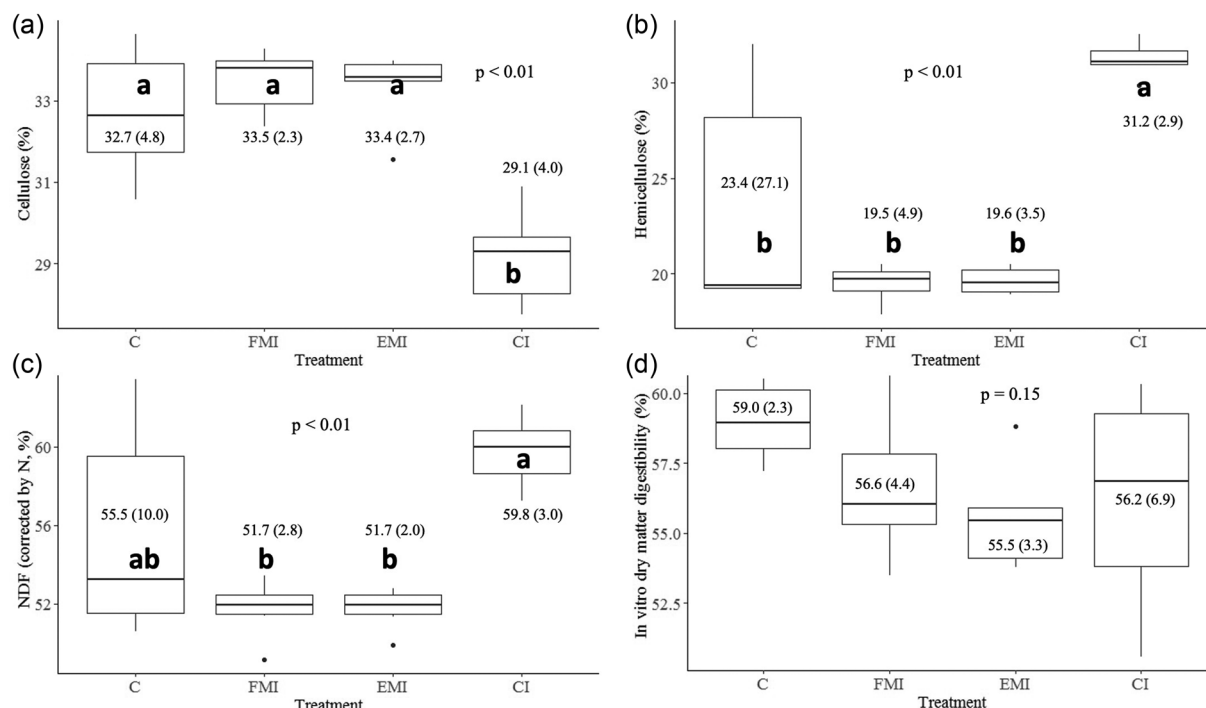 (a)
Cellulose (%)
33
31
29
a
a
a
b
p < 0.01
32.7 (4.8)
33.5 (2.3)
33.4 (2.7)
29.1 (4.0)
C
FMI
EMI
CI
Treatment
(b)
Hemicellulose (%)
30
25
20
p < 0.01
a
31.2 (2.9)
23.4 (27.1)
19.5 (4.9)
19.6 (3.5)
b
b
b
C
FMI
EMI
CI
Treatment
(c)
NDF (corrected by N, %)
60
56
52
p < 0.01
a
55.5 (10.0)
51.7 (2.8)
51.7 (2.0)
59.8 (3.0)
ab
b
b
C
FMI
EMI
CI
Treatment
(d)
In vitro dry matter digestibility (%)
60.0
57.5
55.0
52.5
p = 0.15
59.0 (2.3)
56.6 (4.4)
55.5 (3.3)
56.2 (6.9)
C
FMI
EMI
CI
Treatment